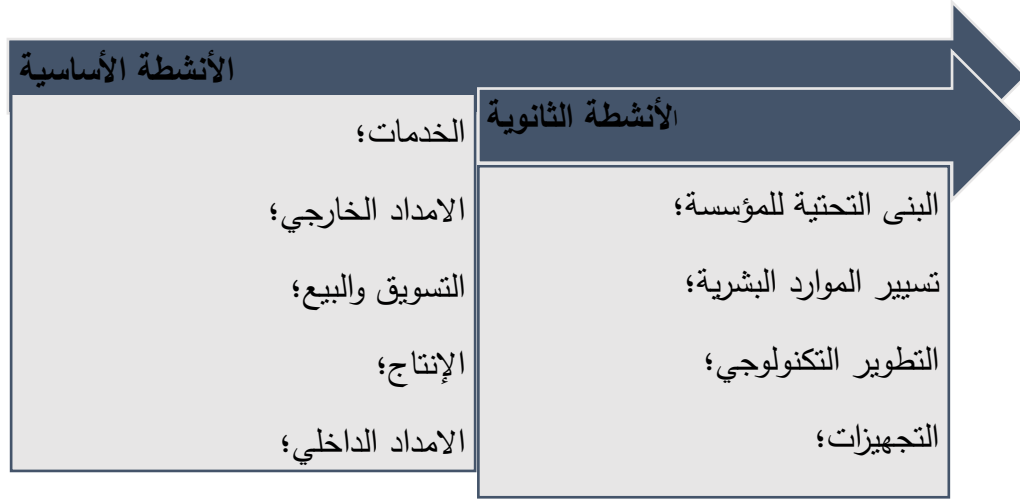 الأنشطة الأساسية
الخدمات؛
الامداد الخارجي؛
التسويق والبيع؛
الإنتاج؛
الامداد الداخلي؛
الأنشطة الثانوية
البنى التحتية للمؤسسة؛
تسيير الموارد البشرية؛
التطوير التكنولوجي؛
التجهيزات؛